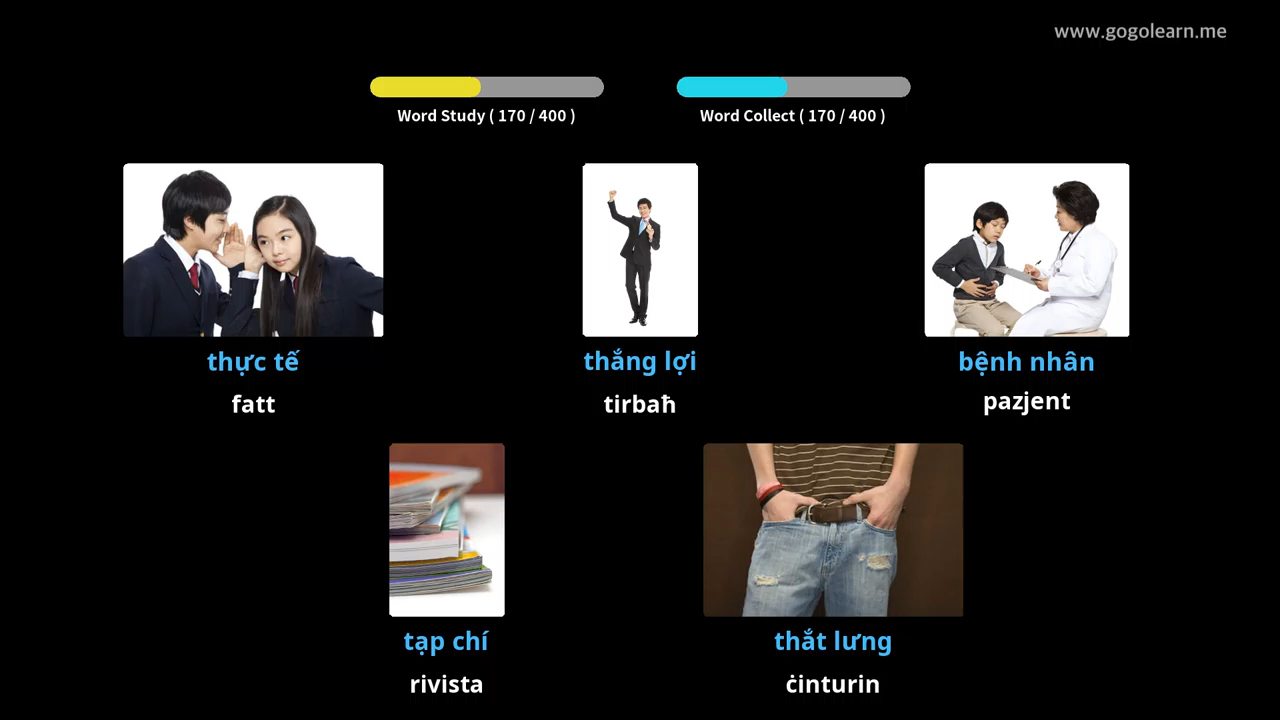 www.gogolearn.me
Word Study ( 170 / 400 )
Word Collect ( 170 / 400 )
thực tế
thắng lợi
bệnh nhân
fatt
tirbaħ
pazjent
tạp chí
thắt lưng
rivista
ċinturin